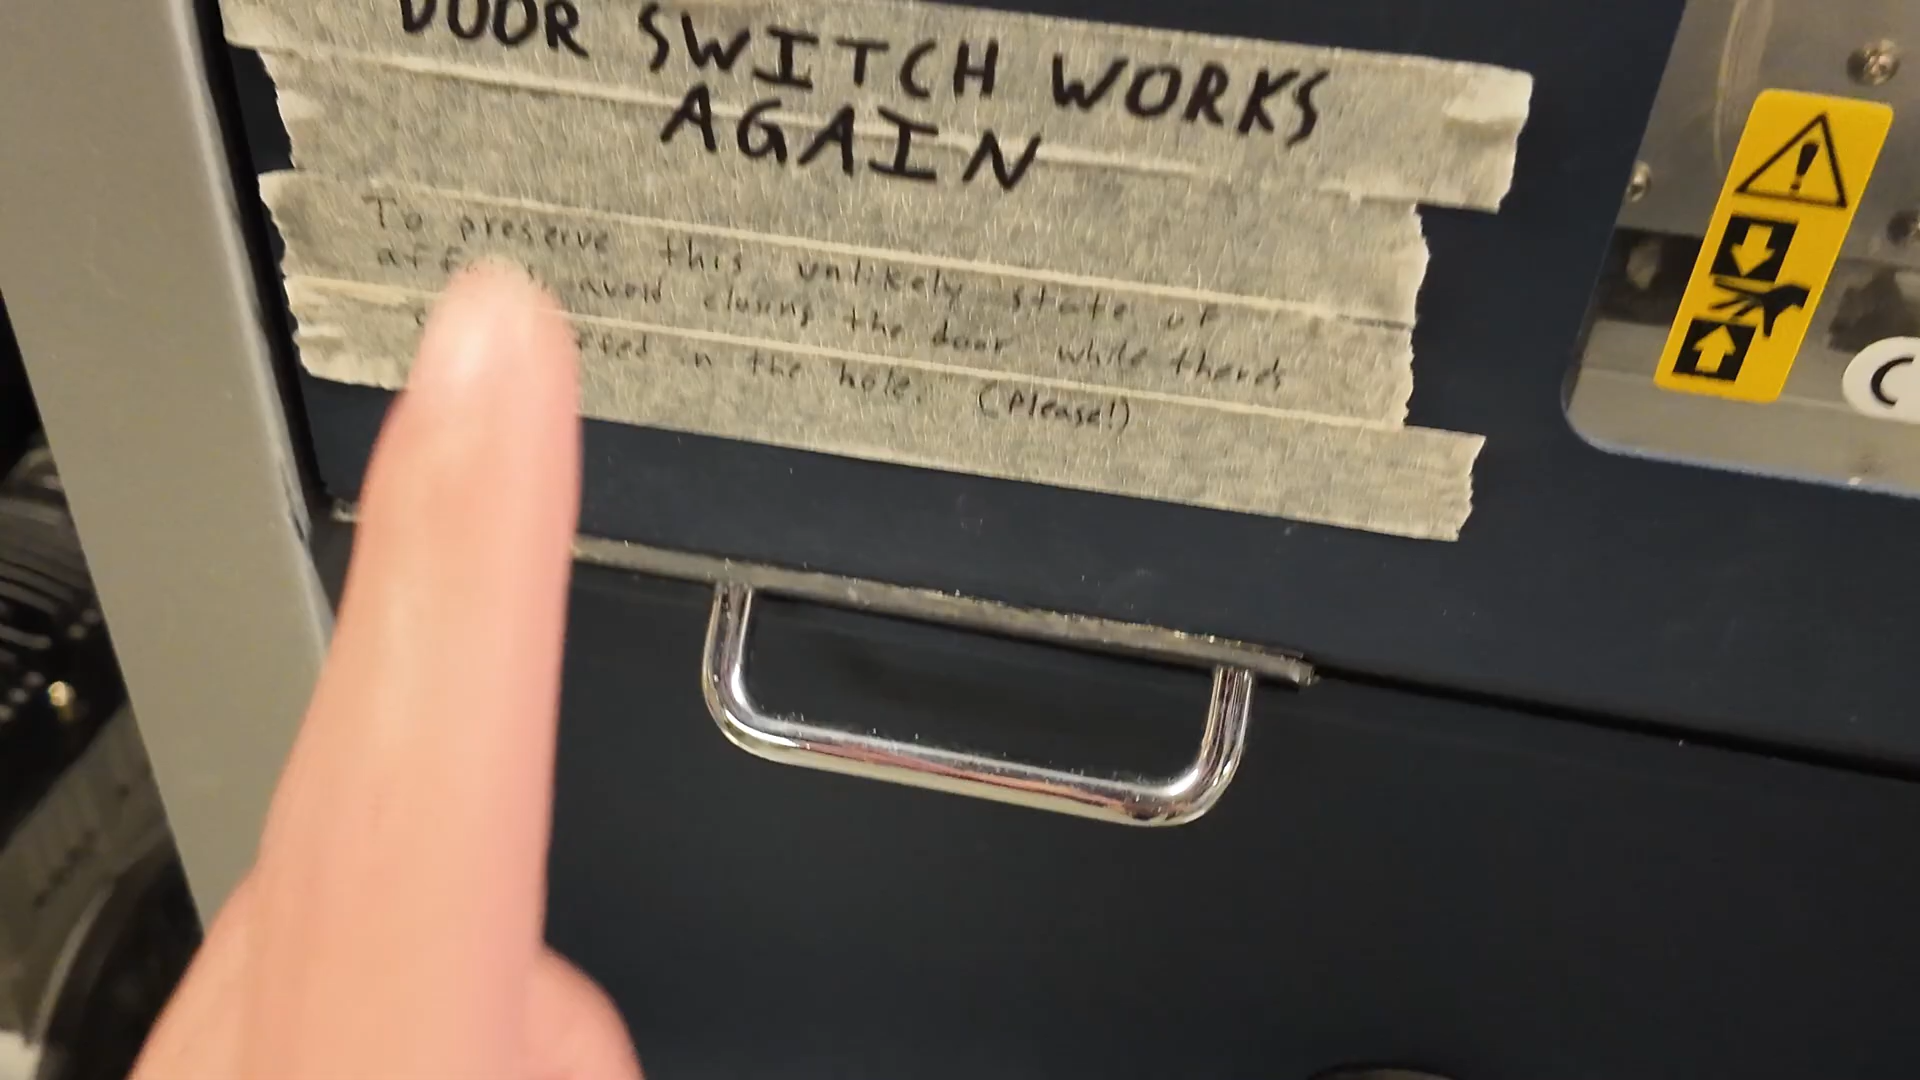 DOOR SWITCH WORKS
AGAIN
To preserve this unlikely state of
avoid closing the door while there's
in the hole. (Please!)
C